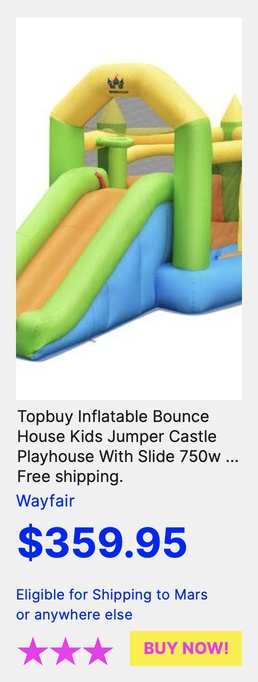 Topbuy Inflatable Bounce
House Kids Jumper Castle
Playhouse With Slide 750w ...
Free shipping.
Wayfair
$359.95
Eligible for Shipping to Mars
or anywhere else
BUY NOW!